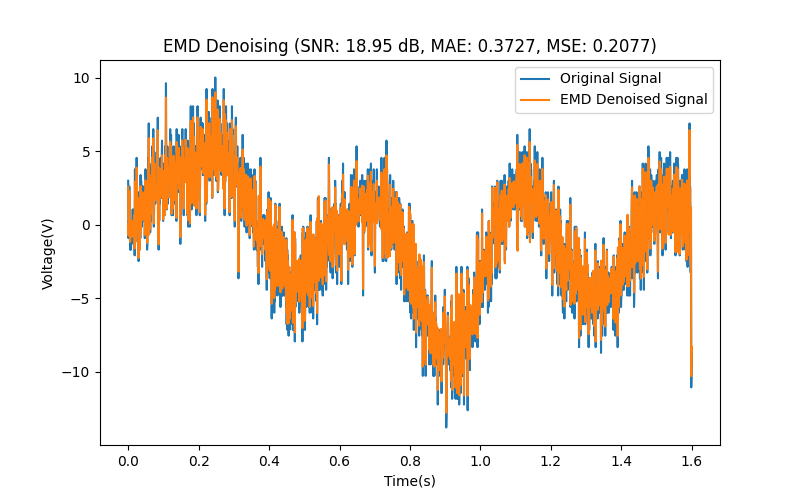 EMD Denoising (SNR: 18.95 dB, MAE: 0.3727, MSE: 0.2077)
Original Signal
EMD Denoised Signal
10
5
0
−5
−10
Voltage(V)
0.0 0.2 0.4 0.6 0.8 1.0 1.2 1.4 1.6
Time(s)